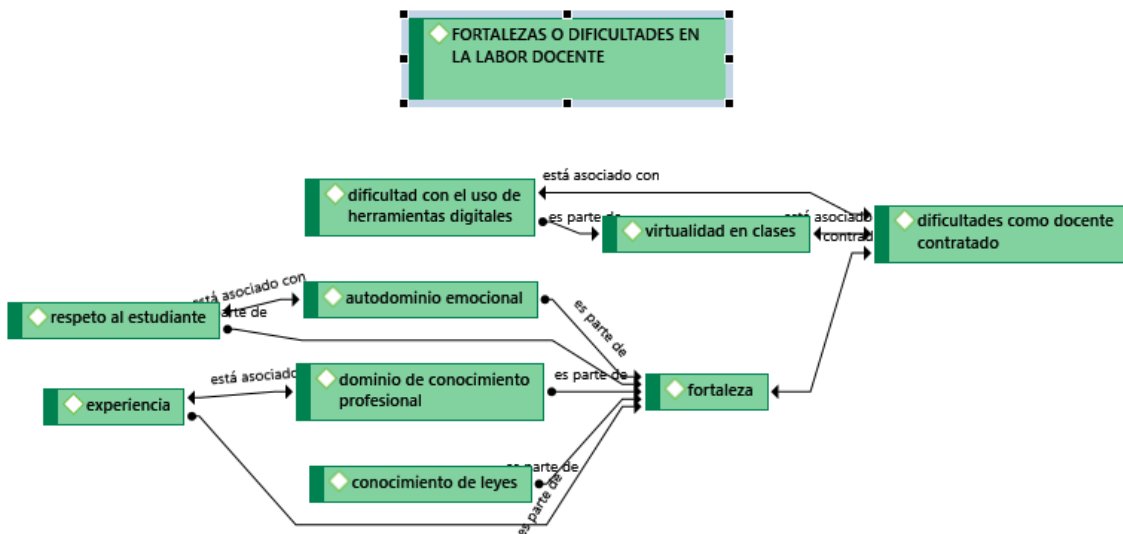 FORTALEZAS O DIFICULTADES EN
LA LABOR DOCENTE
está asociado con
dificultad con el uso de
herramientas digitales
es parte de
virtualidad en clases
está asociado
contrad
dificultades como docente
contratado
está asociado con
autodominio emocional
respeto al estudiante
parte de
es parte de
está asociado
dominio de conocimiento
profesional
es parte de
fortaleza
experiencia
es parte de
conocimiento de leyes
es parte de